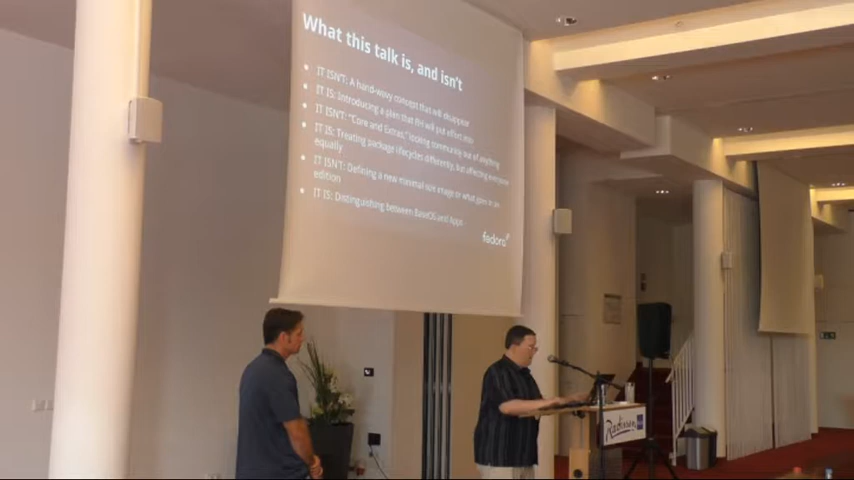 What this talk is, and isn't
• IT ISN'T: A hand-wavy concept that will disappear
• IT IS: Introducing a plan that RH will put effort into
• IT ISN'T: "Core and Extras," locking community out of anything
• IT IS: Treating package lifecycles differently, but affecting everyone
equally
• IT ISN'T: Defining a new minimal-size image or what goes in an
edition
• IT IS: Distinguishing between BaseOS and Apps
fedora
Radisson